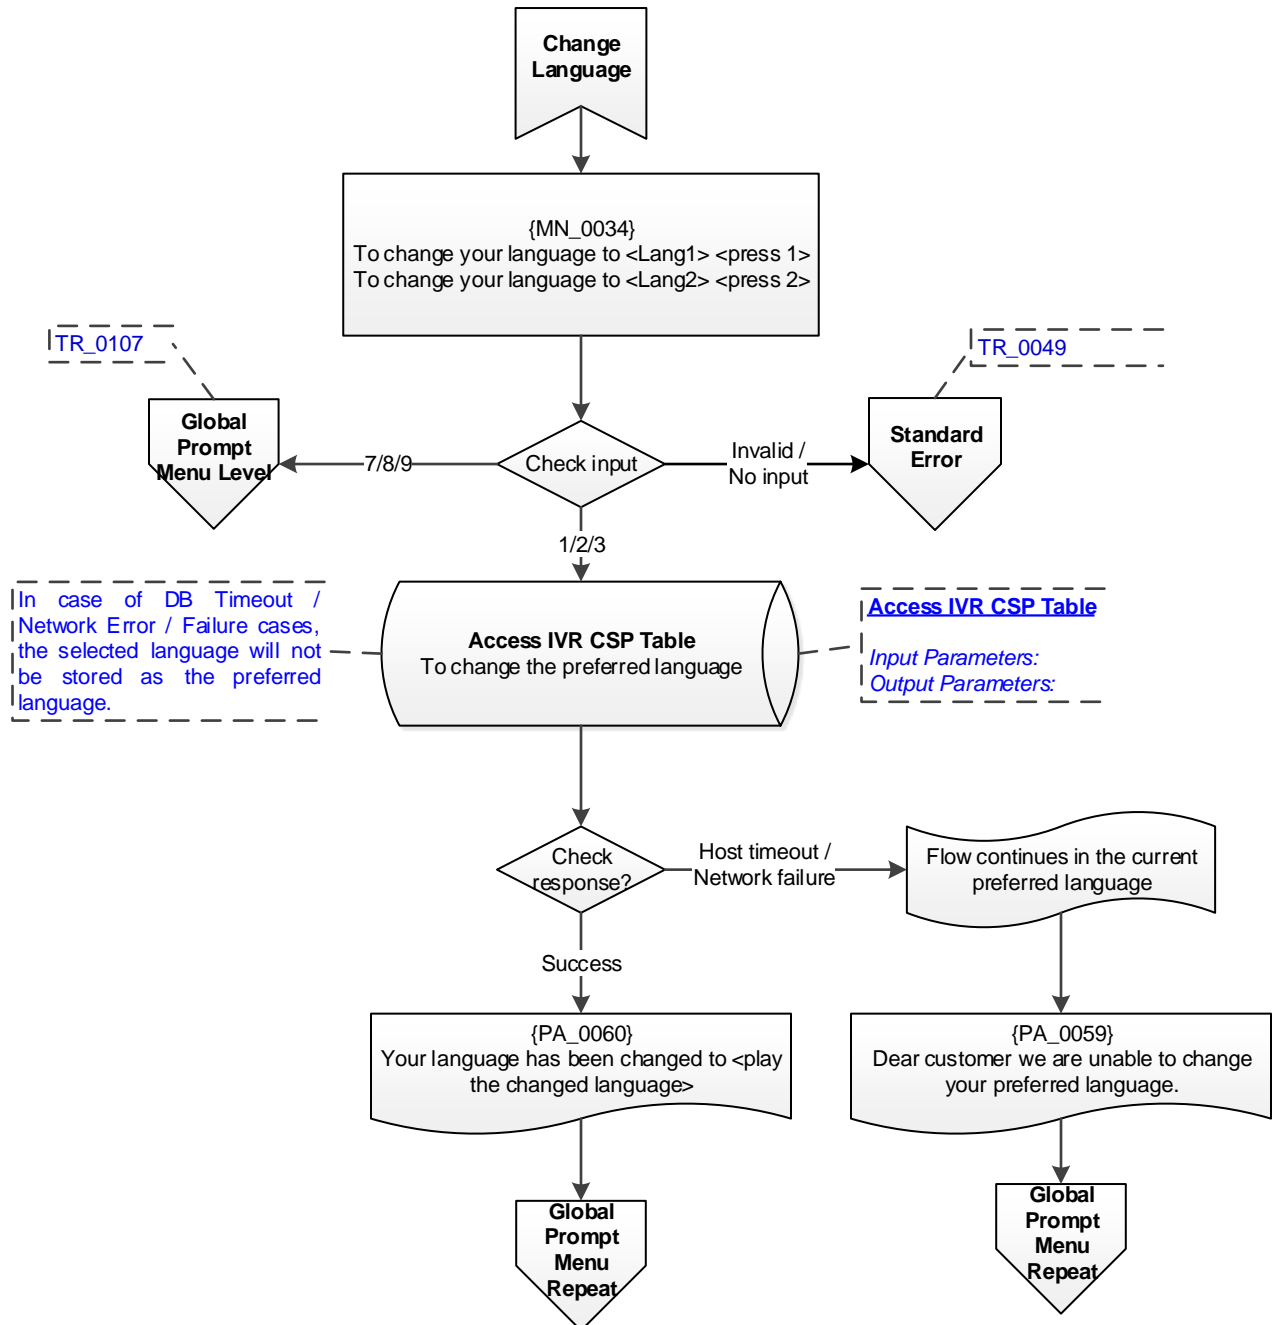 Change
Language
{MN_0034}
To change your language to <Lang1> <press 1>
To change your language to <Lang2> <press 2>
TR_0107
TR_0049
Global
Prompt
Menu Level
7/8/9
Check input
Invalid /
No input
Standard
Error
1/2/3
In case of DB Timeout /
Network Error / Failure cases,
the selected language will not
be stored as the preferred
language.
Access IVR CSP Table
To change the preferred language
Access IVR CSP Table
Input Parameters:
Output Parameters:
Check
response?
Host timeout /
Network failure
Flow continues in the current
preferred language
Success
{PA_0060}
Your language has been changed to <play
the changed language>
{PA_0059}
Dear customer we are unable to change
your preferred language.
Global
Prompt
Menu
Repeat
Global
Prompt
Menu
Repeat